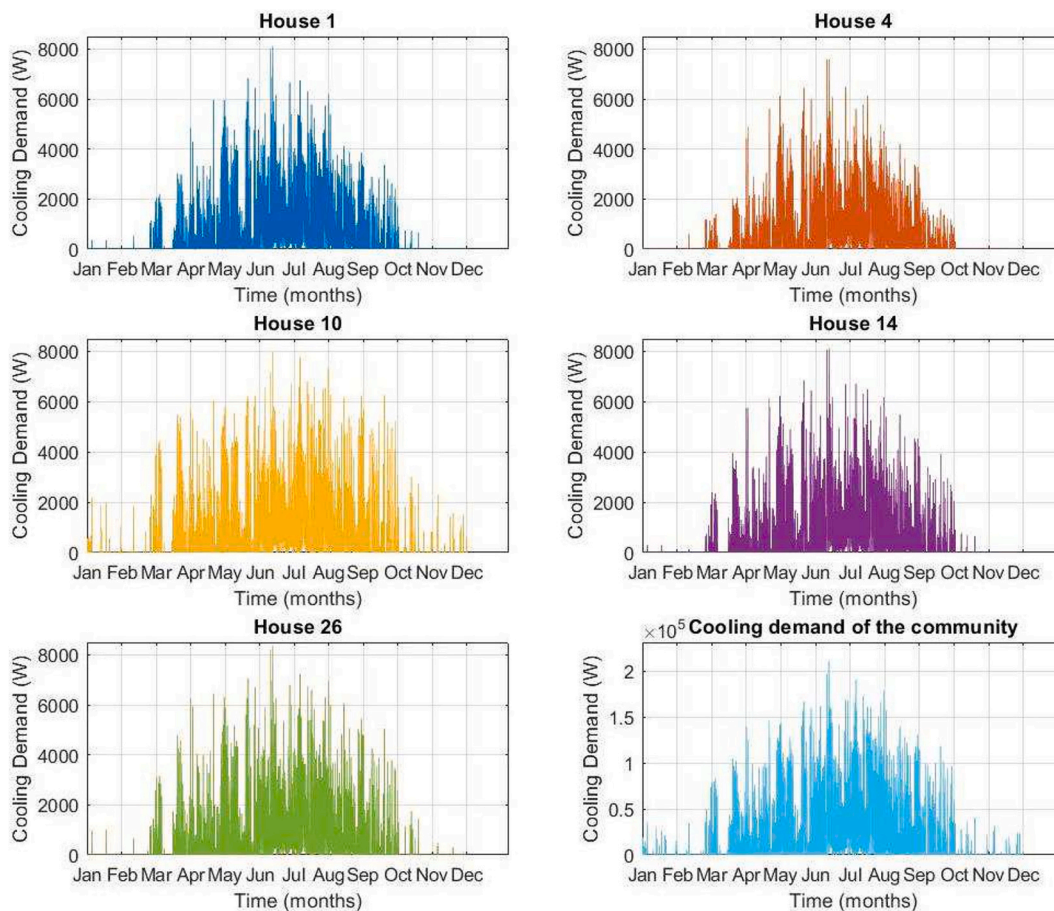 House 1
Cooling Demand (W)
8000
6000
4000
2000
0
Jan Feb Mar Apr May Jun Jul Aug Sep Oct Nov Dec
Time (months)
House 4
Cooling Demand (W)
8000
6000
4000
2000
0
Jan Feb Mar Apr May Jun Jul Aug Sep Oct Nov Dec
Time (months)
House 10
Cooling Demand (W)
8000
6000
4000
2000
0
Jan Feb Mar Apr May Jun Jul Aug Sep Oct Nov Dec
Time (months)
House 14
Cooling Demand (W)
8000
6000
4000
2000
0
Jan Feb Mar Apr May Jun Jul Aug Sep Oct Nov Dec
Time (months)
House 26
Cooling Demand (W)
8000
6000
4000
2000
0
Jan Feb Mar Apr May Jun Jul Aug Sep Oct Nov Dec
Time (months)
×10⁵ Cooling demand of the community
Cooling Demand (W)
2
1.5
1
0.5
0
Jan Feb Mar Apr May Jun Jul Aug Sep Oct Nov Dec
Time (months)